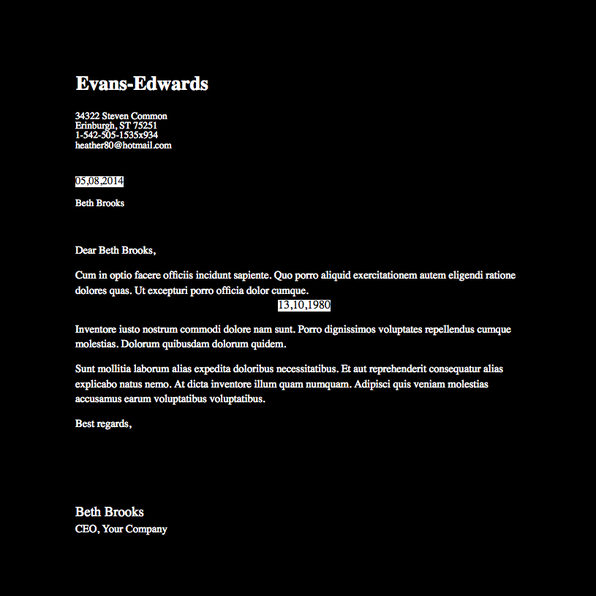 Evans-Edwards
34322 Steven Common
Erinburgh, ST 75251
1-542-505-1535x934
heather80@hotmail.com
05,08,2014
Beth Brooks
Dear Beth Brooks,
Cum in optio facere officiis incidunt sapiente. Quo porro aliquid exercitationem autem eligendi ratione
dolores quas. Ut excepturi porro officia dolor cumque.
13,10,1980
Inventore iusto nostrum commodi dolore nam sunt. Porro dignissimos voluptates repellendus cumque
molestias. Dolorum quibusdam dolorum quidem.
Sunt mollitia laborum alias expedita doloribus necessitatibus. Et aut reprehenderit consequatur alias
explicabo natus nemo. At dicta inventore illum quam numquam. Adipisci quis veniam molestias
accusamus earum voluptatibus voluptatibus.
Best regards,
Beth Brooks
CEO, Your Company